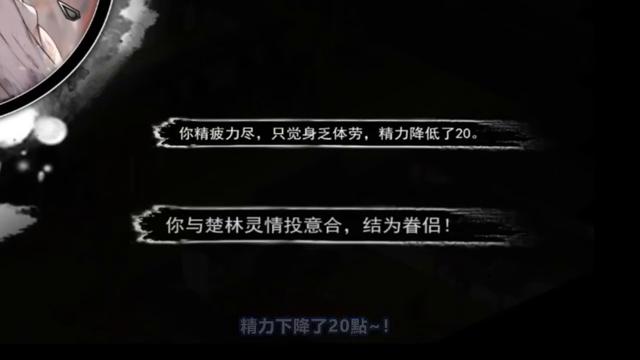 你精疲力尽，只觉身乏体劳，精力降低了20。
你与楚林灵情投意合，结为眷侣！
精力下降了20點~！